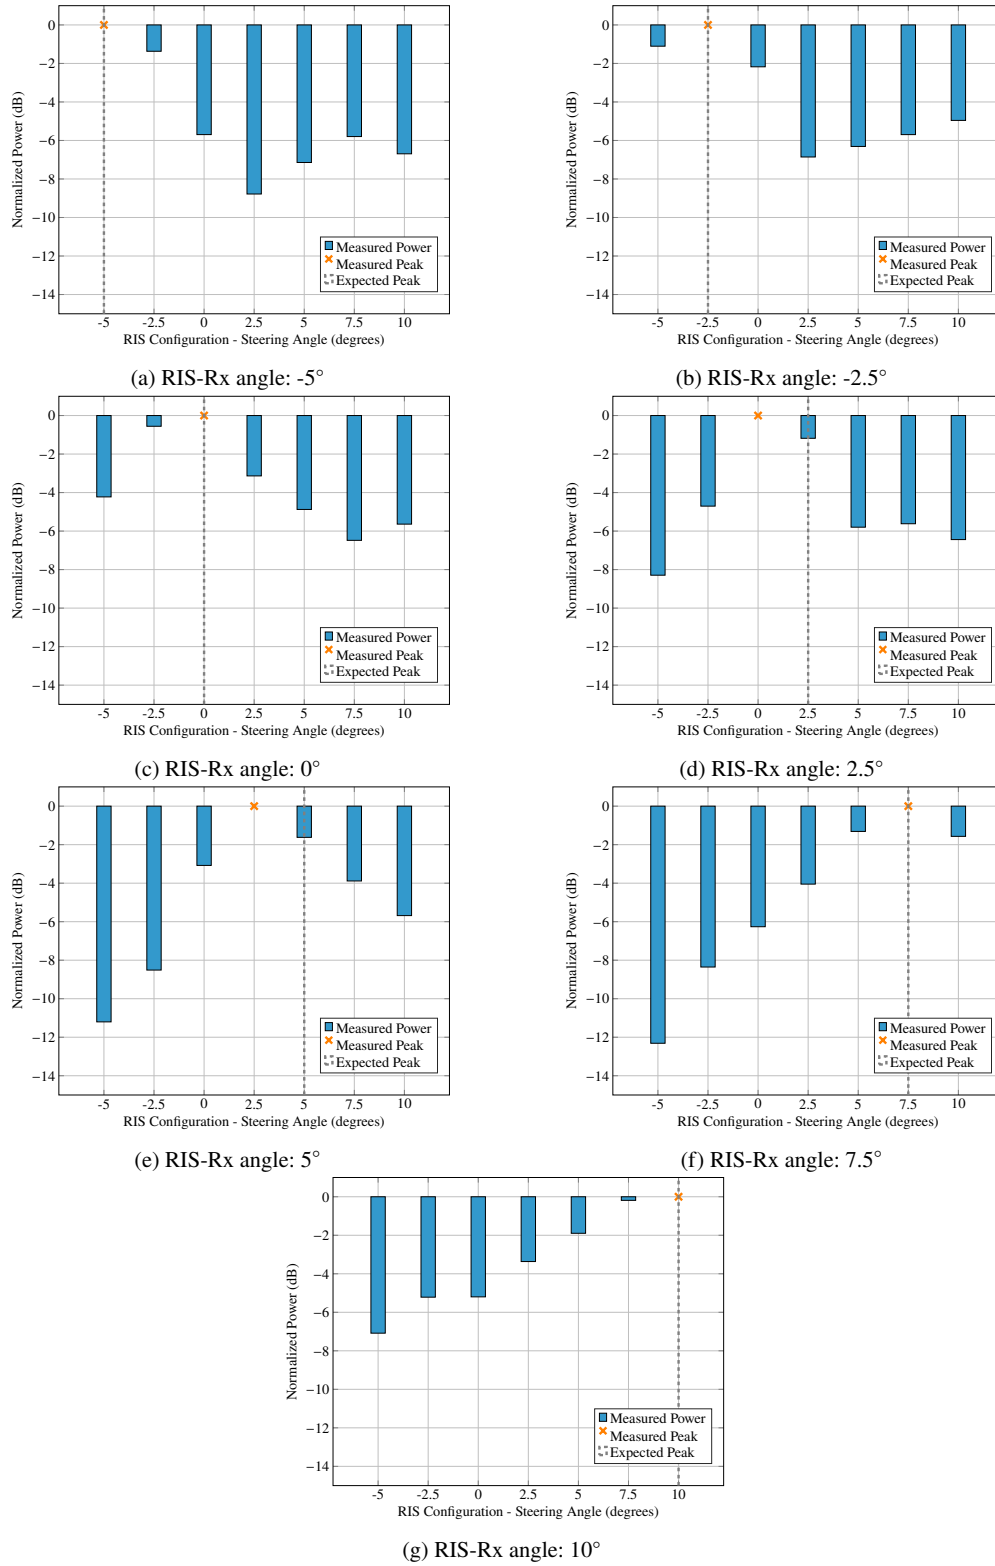 0
−2
−4
−6
−8
−10
−12
−14
Normalized Power (dB)
Measured Power
Measured Peak
Expected Peak
-5 -2.5 0 2.5 5 7.5 10
RIS Configuration - Steering Angle (degrees)
(a) RIS-Rx angle: -5°
0
−2
−4
−6
−8
−10
−12
−14
Normalized Power (dB)
Measured Power
Measured Peak
Expected Peak
-5 -2.5 0 2.5 5 7.5 10
RIS Configuration - Steering Angle (degrees)
(b) RIS-Rx angle: -2.5°
0
−2
−4
−6
−8
−10
−12
−14
Normalized Power (dB)
Measured Power
Measured Peak
Expected Peak
-5 -2.5 0 2.5 5 7.5 10
RIS Configuration - Steering Angle (degrees)
(c) RIS-Rx angle: 0°
0
−2
−4
−6
−8
−10
−12
−14
Normalized Power (dB)
Measured Power
Measured Peak
Expected Peak
-5 -2.5 0 2.5 5 7.5 10
RIS Configuration - Steering Angle (degrees)
(d) RIS-Rx angle: 2.5°
0
−2
−4
−6
−8
−10
−12
−14
Normalized Power (dB)
Measured Power
Measured Peak
Expected Peak
-5 -2.5 0 2.5 5 7.5 10
RIS Configuration - Steering Angle (degrees)
(e) RIS-Rx angle: 5°
0
−2
−4
−6
−8
−10
−12
−14
Normalized Power (dB)
Measured Power
Measured Peak
Expected Peak
-5 -2.5 0 2.5 5 7.5 10
RIS Configuration - Steering Angle (degrees)
(f) RIS-Rx angle: 7.5°
0
−2
−4
−6
−8
−10
−12
−14
Normalized Power (dB)
Measured Power
Measured Peak
Expected Peak
-5 -2.5 0 2.5 5 7.5 10
RIS Configuration - Steering Angle (degrees)
(g) RIS-Rx angle: 10°